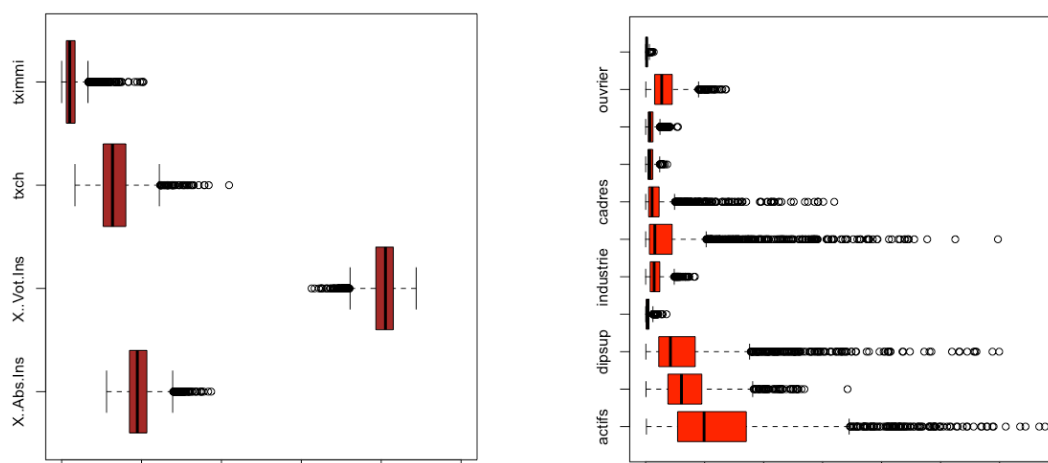 tximmi
txch
X..Vot.Ins
X..Abs.Ins
ouvrier
cadres
industrie
dipsup
actifs